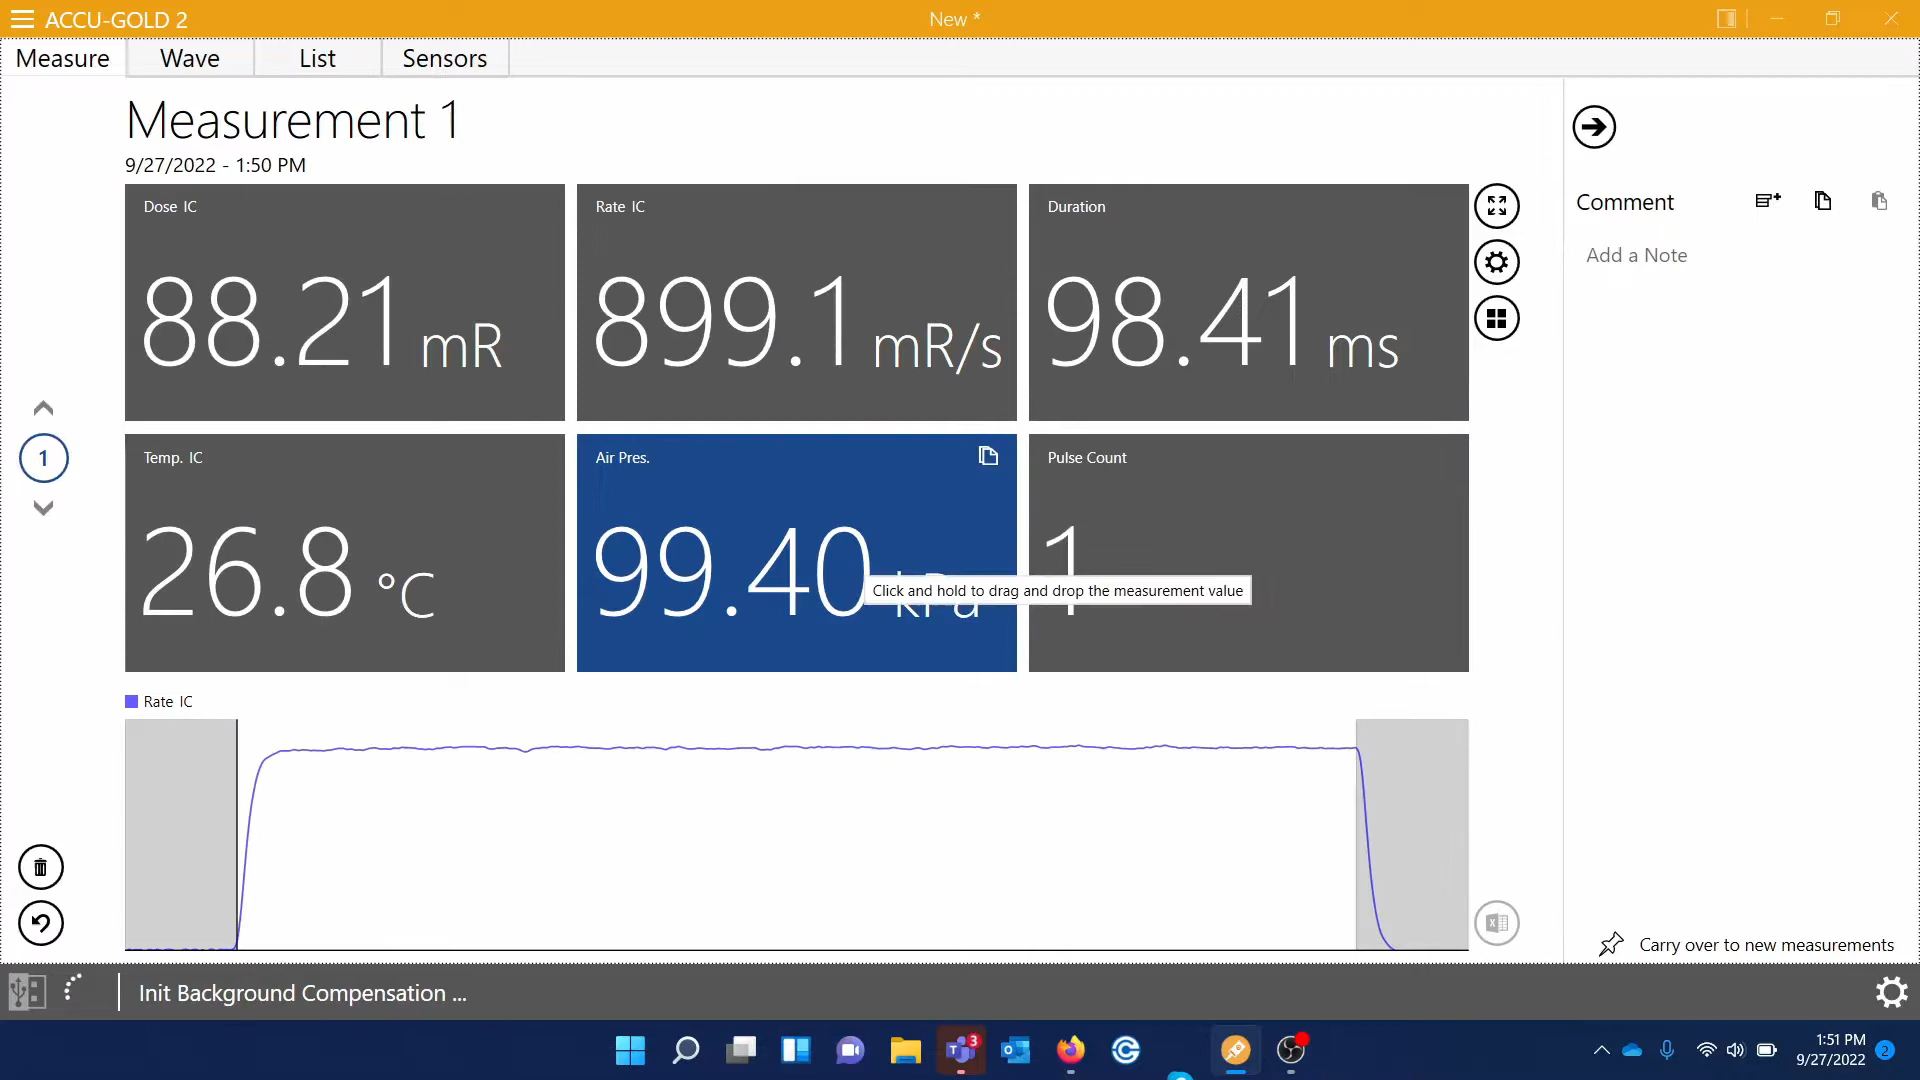 ACCU-GOLD 2
New *
Measure
Wave
List
Sensors
Measurement 1
9/27/2022 - 1:50 PM
Dose IC
88.21 mR
Rate IC
899.1 mR/s
Duration
98.41 ms
Comment
Add a Note
1
Temp. IC
26.8 °C
Air Pres.
99.40 kPa
Pulse Count
1
Click and hold to drag and drop the measurement value
Rate IC
Carry over to new measurements
Init Background Compensation ...
3
1:51 PM
9/27/2022
2